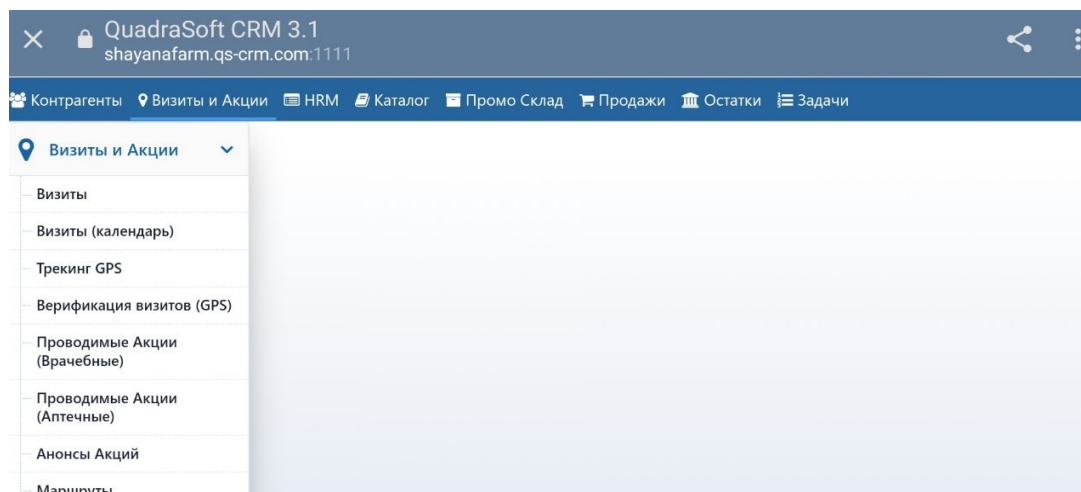 QuadraSoft CRM 3.1
shayanafarm.qs-crm.com:1111
Контрагенты Визиты и Акции HRM Каталог Промо Склад Продажи Остатки Задачи
Визиты и Акции
Визиты
Визиты (календарь)
Трекинг GPS
Верификация визитов (GPS)
Проводимые Акции
(Врачебные)
Проводимые Акции
(Аптечные)
Анонсы Акций
Маршруты